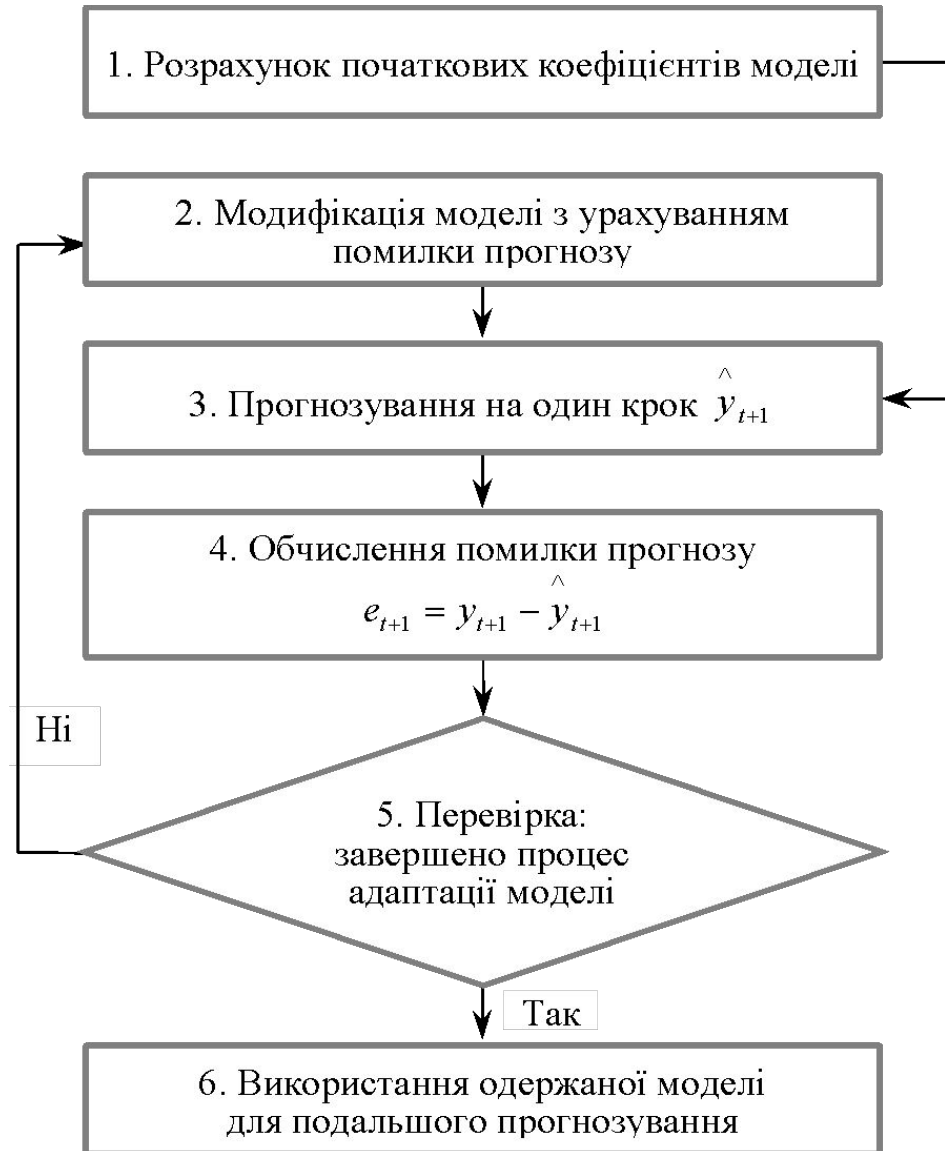 1. Розрахунок початкових коефіцієнтів моделі
2. Модифікація моделі з урахуванням
помилки прогнозу
3. Прогнозування на один крок ŷ_{t+1}
4. Обчислення помилки прогнозу
e_{t+1} = y_{t+1} − ŷ_{t+1}
Ні
5. Перевірка:
завершено процес
адаптації моделі
Так
6. Використання одержаної моделі
для подальшого прогнозування